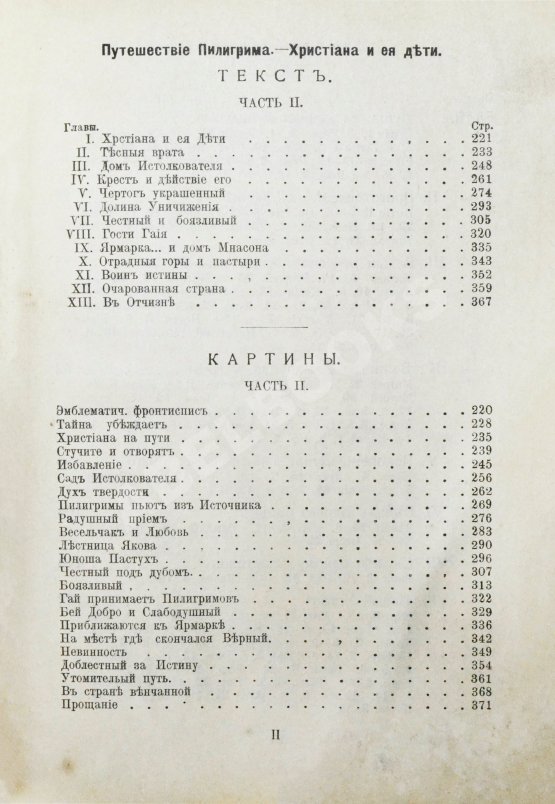 Путешествіе Пилигрима.—Христіана и ея дѣти.
ТЕКСТЪ.
ЧАСТЬ II.
Главы. Стр.
I. Хрстіана и ея Дѣти . . . . . . . . . . 221
II. Тѣсныя врата . . . . . . . . . . 233
III. Домъ Истолкователя . . . . . . . . . . 248
IV. Крестъ и дѣйствіе его . . . . . . . . . . 261
V. Чертогъ украшенный . . . . . . . . . . 274
VI. Долина Уничиженія . . . . . . . . . . 293
VII. Честный и боязливый . . . . . . . . . . 305
VIII. Гости Гаія . . . . . . . . . . 320
IX. Ярмарка... и домъ Мнасона . . . . . . . . . . 335
X. Отрадныя горы и пастыри . . . . . . . . . . 343
XI. Воинъ истины . . . . . . . . . . 352
XII. Очарованная страна . . . . . . . . . . 359
XIII. Въ Отчизнѣ . . . . . . . . . . 367
КАРТИНЫ.
ЧАСТЬ II.
Эмблематич. фронтисписъ . . . . . . . . . . 220
Тайна убѣждаетъ . . . . . . . . . . 228
Христіана на пути . . . . . . . . . . 235
Стучите и отворятъ . . . . . . . . . . 239
Избавленіе . . . . . . . . . . 245
Садъ Истолкователя . . . . . . . . . . 256
Духъ твердости . . . . . . . . . . 262
Пилигримы пьютъ изъ Источника . . . . . . . . . . 269
Радушный пріемъ . . . . . . . . . . 276
Весельчакъ и Любовь . . . . . . . . . . 283
Лѣстница Якова . . . . . . . . . . 290
Юноша Пастухъ . . . . . . . . . . 296
Честный подъ дубомъ . . . . . . . . . . 307
Боязливый . . . . . . . . . . 313
Гай принимаетъ Пилигримовъ . . . . . . . . . . 322
Бей Добро и Слабодушный . . . . . . . . . . 329
Приближаются къ Ярмаркѣ . . . . . . . . . . 336
На мѣстѣ гдѣ скончался Вѣрный . . . . . . . . . . 342
Невинность . . . . . . . . . . 349
Доблестный за Истину . . . . . . . . . . 354
Утомителый путь . . . . . . . . . . 361
Въ странѣ вѣнчанной . . . . . . . . . . 368
Прощаніе . . . . . . . . . . 371
II